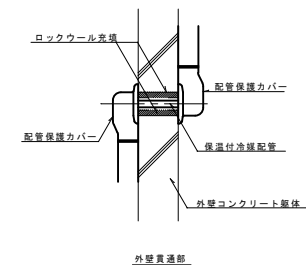 ロックウール充填
配管保護カバー
配管保護カバー
保温付冷媒配管
外壁コンクリート躯体
外壁貫通部